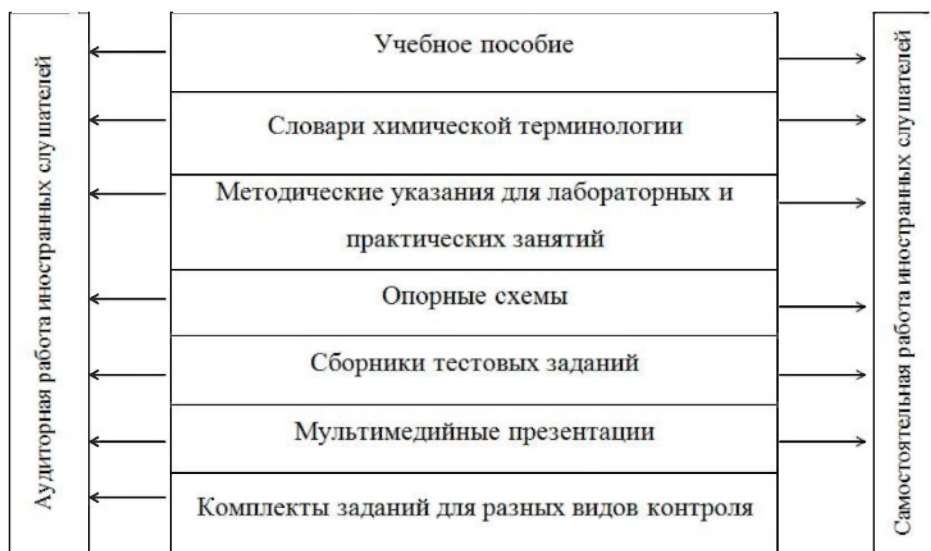 Аудиторная работа иностранных слушателей
Учебное пособие
Словари химической терминологии
Методические указания для лабораторных и
практических занятий
Опорные схемы
Сборники тестовых заданий
Мультимедийные презентации
Комплекты заданий для разных видов контроля
Самостоятельная работа иностранных слушателей